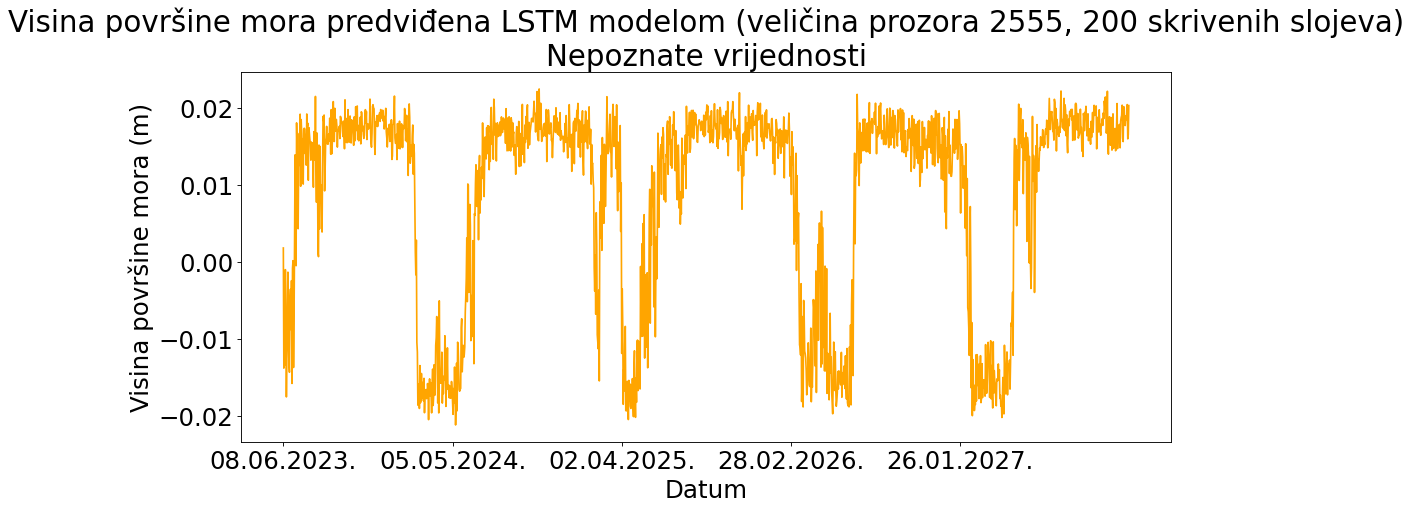 Visina površine mora predviđena LSTM modelom (veličina prozora 2555, 200 skrivenih slojeva)
Nepoznate vrijednosti
Visina površine mora (m)
0.02
0.01
0.00
−0.01
−0.02
08.06.2023. 05.05.2024. 02.04.2025. 28.02.2026. 26.01.2027.
Datum